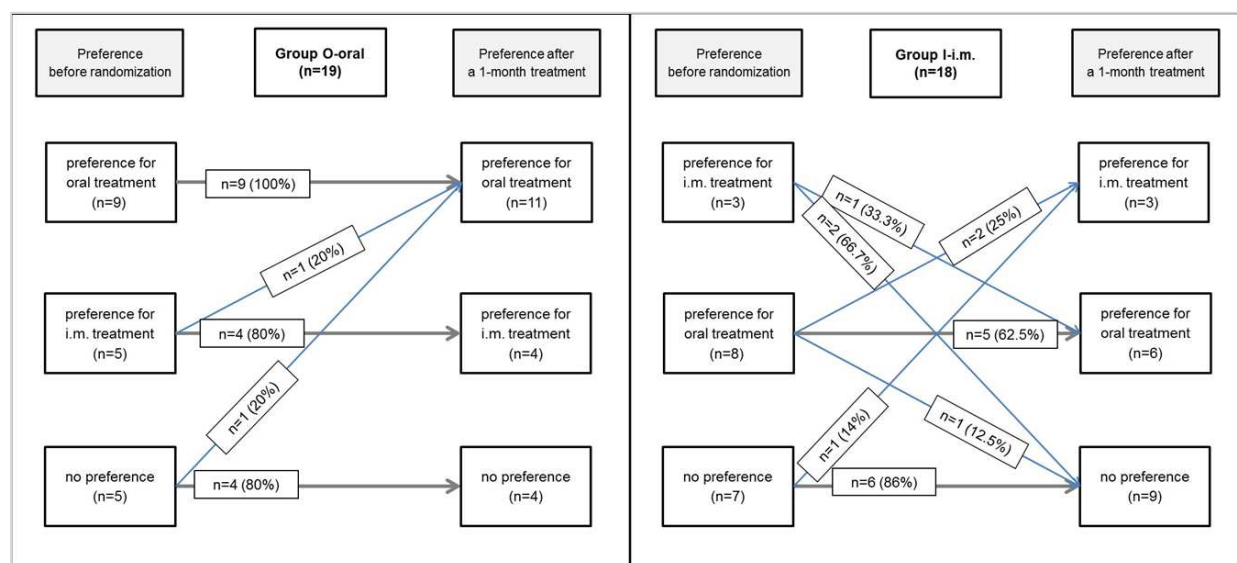 Preference
before randomization
Group O-oral
(n=19)
Preference after
a 1-month treatment
preference for
oral treatment
(n=9)
n=9 (100%)
preference for
oral treatment
(n=11)
n=1 (20%)
preference for
i.m. treatment
(n=5)
n=4 (80%)
preference for
i.m. treatment
(n=4)
n=1 (20%)
no preference
(n=5)
n=4 (80%)
no preference
(n=4)
Preference
before randomization
Group I-i.m.
(n=18)
Preference after
a 1-month treatment
preference for
i.m. treatment
(n=3)
n=1 (33.3%)
n=2 (66.7%)
n=2 (25%)
preference for
i.m. treatment
(n=3)
preference for
oral treatment
(n=8)
n=5 (62.5%)
preference for
oral treatment
(n=6)
n=1 (14%)
n=1 (12.5%)
no preference
(n=7)
n=6 (86%)
no preference
(n=9)